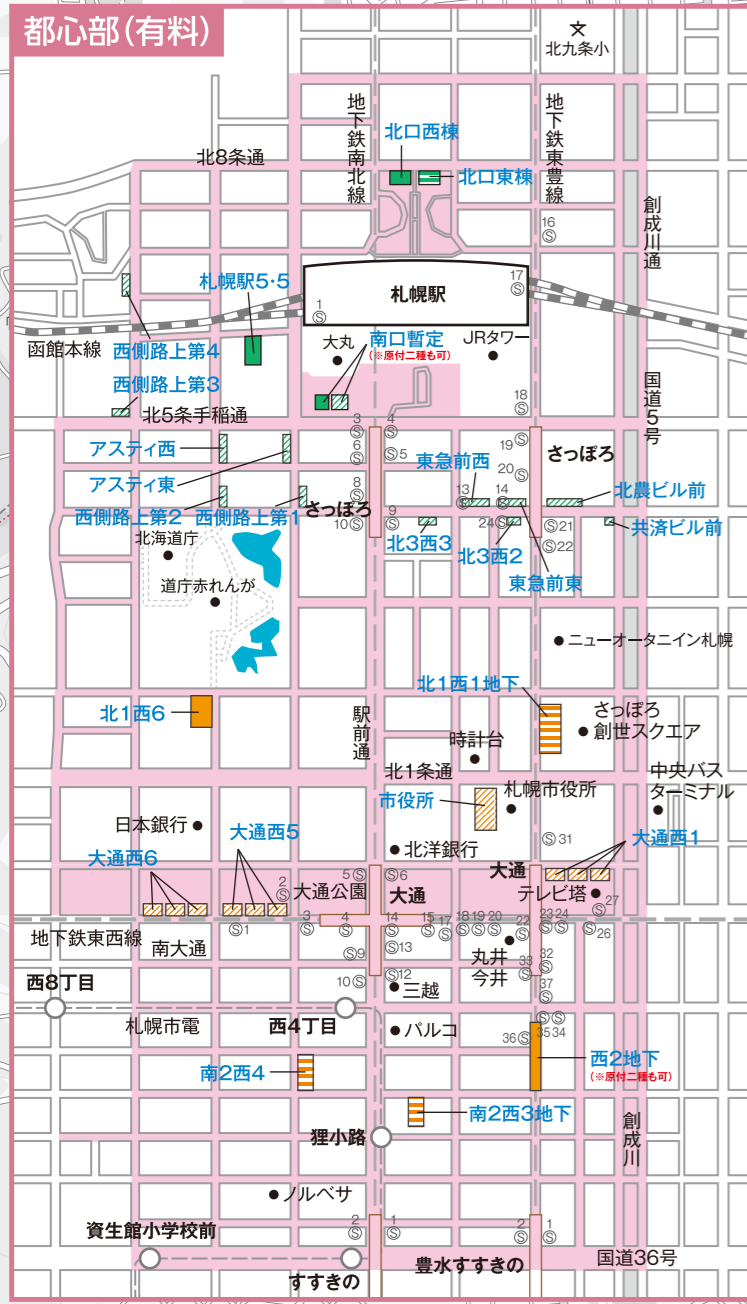 都心部（有料）
文
北九条小
地下鉄南北線
地下鉄東豊線
北口西棟
北口東棟
北8条通
16
創成川通
札幌駅5・5
札幌駅
17
1
函館本線
西側路上第4
大丸
南口暫定
（※原付二種も可）
JRタワー
西側路上第3
北5条手稲通
国道5号
18
3
4
アスティ西
6
5
19
さっぽろ
アスティ東
8
東急前西
20
13
14
北農ビル前
西側路上第2
西側路上第1
さっぽろ
10
9
24
21
共済ビル前
北海道庁
北3西3
北3西2
22
道庁赤れんが
東急前東
ニューオータニイン札幌
北1西1地下
北1西6
駅前通
時計台
さっぽろ
創世スクエア
北1条通
中央バス
ターミナル
市役所
札幌市役所
日本銀行
大通西5
北洋銀行
31
大通西1
大通西6
2
大通公園
5
6
大通
大通
テレビ塔
27
1
3
4
14
15
17
18
19
20
22
23
24
26
地下鉄東西線
南大通
9
13
丸井
今井
33
32
西8丁目
10
12
三越
37
札幌市電
西4丁目
パルコ
36
35
34
南2西4
西2地下
（※原付二種も可）
南2西3地下
創成川
狸小路
ノルベサ
資生館小学校前
2
1
2
1
すすきの
豊水すすきの
国道36号